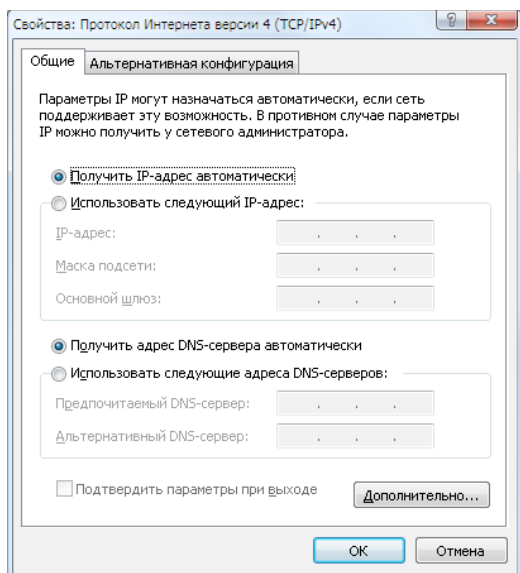 Свойства: Протокол Интернета версии 4 (TCP/IPv4)
Общие
Альтернативная конфигурация
Параметры IP могут назначаться автоматически, если сеть
поддерживает эту возможность. В противном случае параметры
IP можно получить у сетевого администратора.
Получить IP-адрес автоматически
Использовать следующий IP-адрес:
IP-адрес:
Маска подсети:
Основной шлюз:
Получить адрес DNS-сервера автоматически
Использовать следующие адреса DNS-серверов:
Предпочитаемый DNS-сервер:
Альтернативный DNS-сервер:
Подтвердить параметры при выходе
Дополнительно...
ОК
Отмена